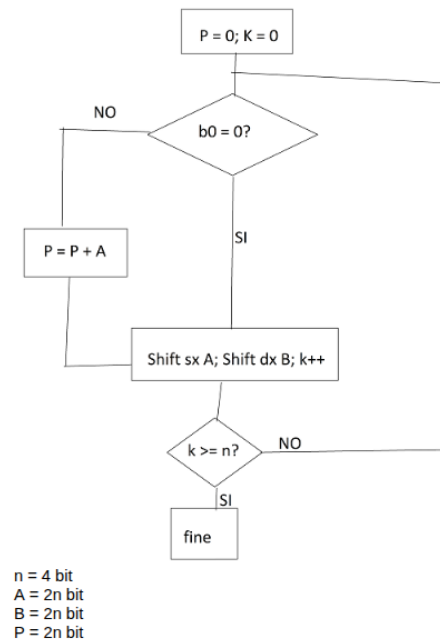 P = 0; K = 0
NO
b0 = 0?
SI
P = P + A
Shift sx A; Shift dx B; k++
k >= n?
NO
SI
fine
n = 4 bit
A = 2n bit
B = 2n bit
P = 2n bit